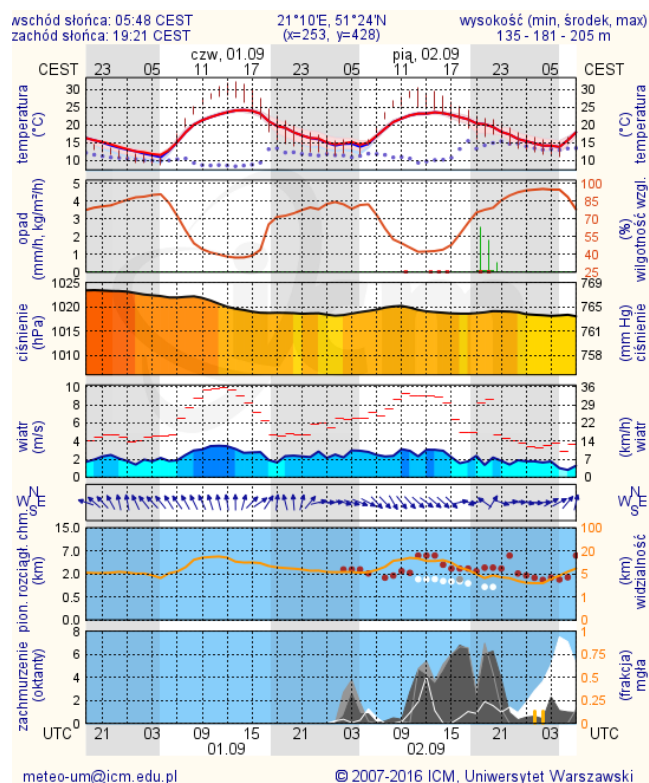 wschód słońca: 05:48 CEST 21°10'E, 51°24'N wysokość (min, środek, max)
zachód słońca: 19:21 CEST (x=253, y=428) 135 - 181 - 205 m
czw, 01.09 pią, 02.09
CEST 23 05 11 17 23 05 11 17 23 05 CEST
temperatura (°C) 30 25 20 15 10 30 25 20 15 10 temperatura (°C)
opad (mm/h, kg/m²/h) 5 4 3 2 1 0 100 85 70 55 40 25 (%) wilgotność wzgl.
ciśnienie (hPa) 1025 1020 1015 1010 769 765 761 758 (mm Hg) ciśnienie
wiatr (m/s) 10 8 6 4 2 0 36 29 22 14 7 0 (km/h) wiatr
N W E S N W E S
pion. rozciągł. chm. (km) 15.0 7.0 2.0 0.5 0.0 100 20 5 1 0 (km) widzialność
zachmurzenie (oktanty) 8 6 4 2 0 1 0.75 0.5 0.25 0 (frakcja) mgła
UTC 21 03 09 15 21 03 09 15 21 03 UTC
01.09 02.09
meteo-um@icm.edu.pl © 2007-2016 ICM, Uniwersytet Warszawski